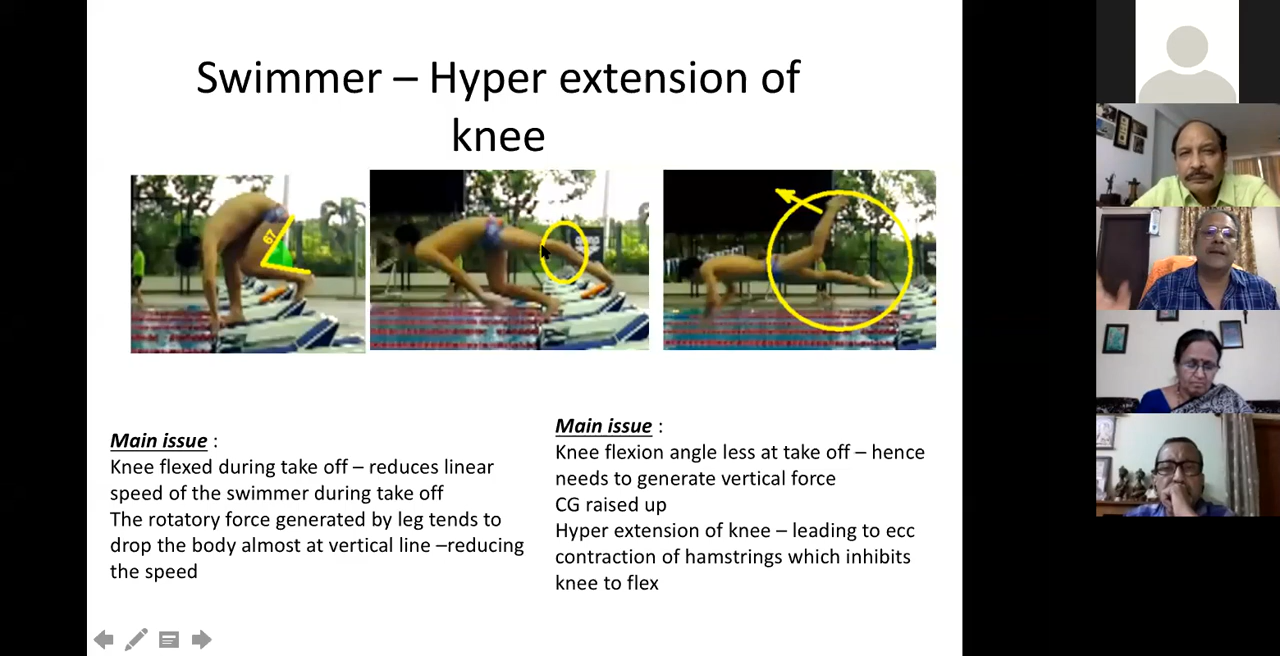 Swimmer – Hyper extension of
knee
67
Main issue :
Knee flexed during take off – reduces linear
speed of the swimmer during take off
The rotatory force generated by leg tends to
drop the body almost at vertical line –reducing
the speed
Main issue :
Knee flexion angle less at take off – hence
needs to generate vertical force
CG raised up
Hyper extension of knee – leading to ecc
contraction of hamstrings which inhibits
knee to flex